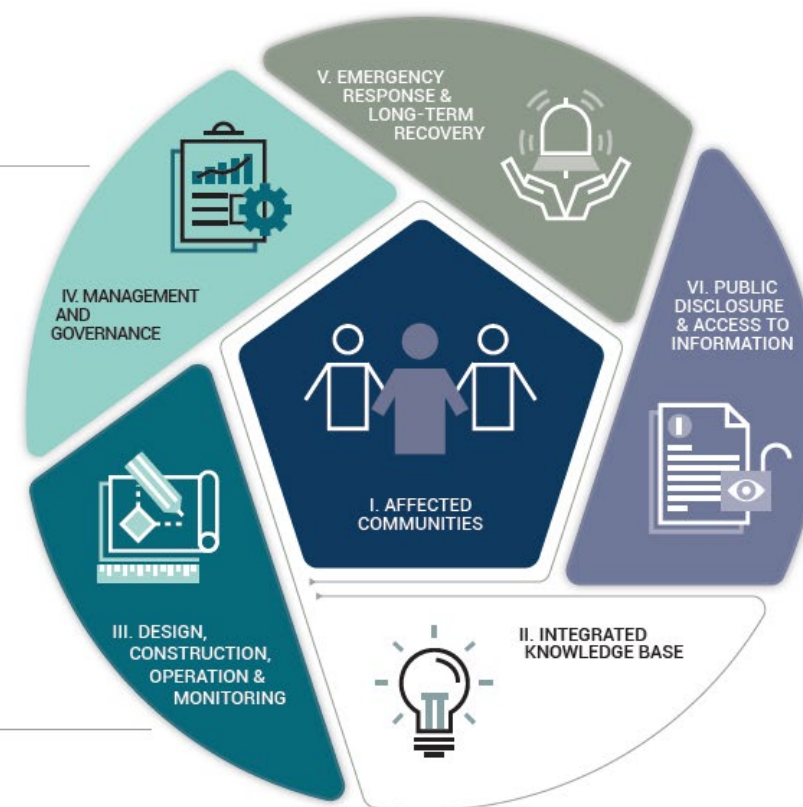 V. EMERGENCY
RESPONSE &
LONG-TERM
RECOVERY
IV. MANAGEMENT
AND
GOVERNANCE
VI. PUBLIC
DISCLOSURE
& ACCESS TO
INFORMATION
I. AFFECTED
COMMUNITIES
III. DESIGN,
CONSTRUCTION,
OPERATION &
MONITORING
II. INTEGRATED
KNOWLEDGE BASE